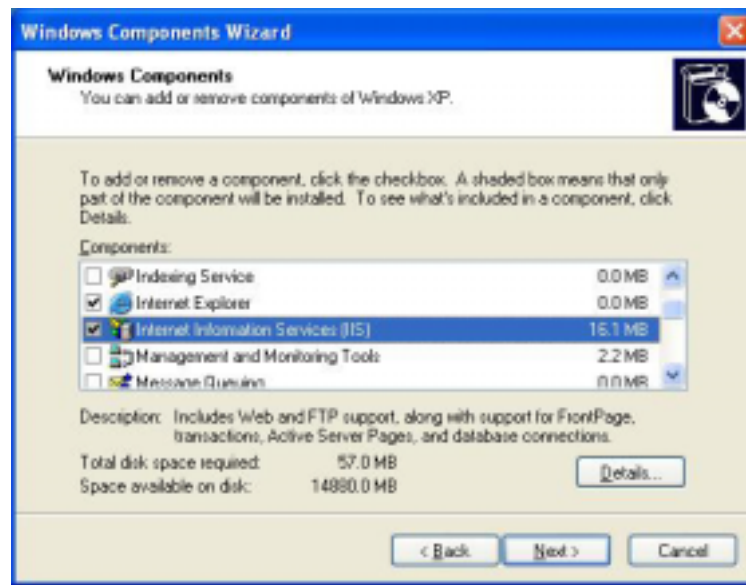 Windows Components Wizard
Windows Components
You can add or remove components of Windows XP.
To add or remove a component, click the checkbox. A shaded box means that only
part of the component will be installed. To see what's included in a component, click
Details.
Components:
Indexing Service 0.0 MB
Internet Explorer 0.0 MB
Internet Information Services (IIS) 16.1 MB
Management and Monitoring Tools 2.2 MB
Message Queuing 0.0 MB
Description: Includes Web and FTP support, along with support for FrontPage,
transactions, Active Server Pages, and database connections.
Total disk space required: 57.0 MB
Space available on disk: 14880.0 MB
Details...
< Back Next > Cancel